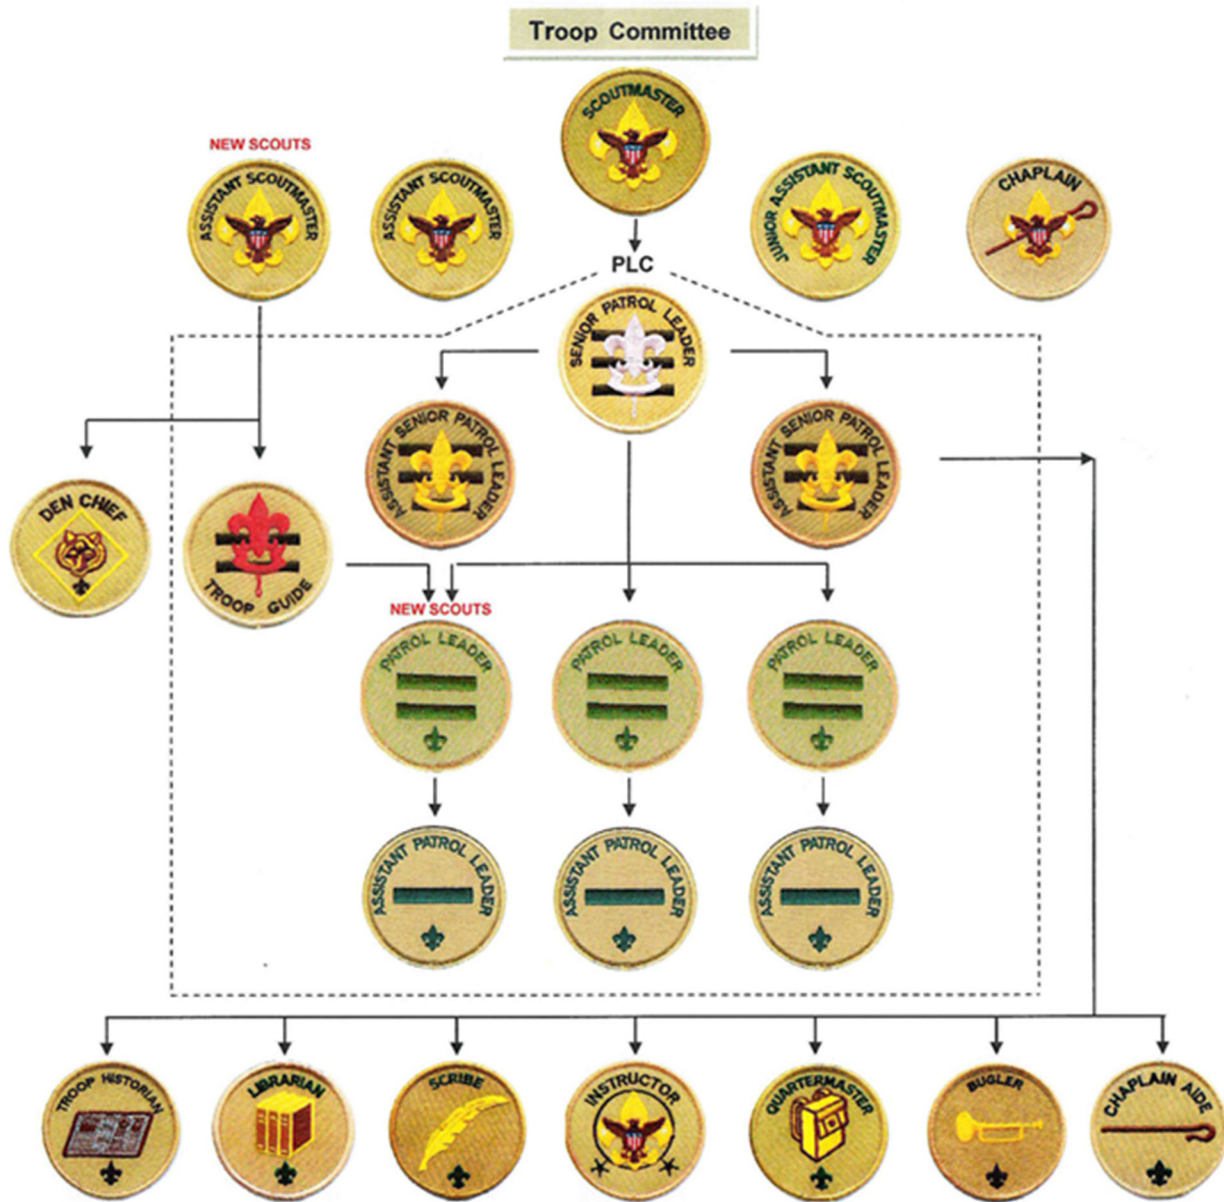 Troop Committee
SCOUTMASTER
NEW SCOUTS
ASSISTANT SCOUTMASTER
ASSISTANT SCOUTMASTER
JUNIOR ASSISTANT SCOUTMASTER
CHAPLAIN
PLC
SENIOR PATROL LEADER
ASSISTANT SENIOR PATROL LEADER
ASSISTANT SENIOR PATROL LEADER
DEN CHIEF
TROOP GUIDE
NEW SCOUTS
PATROL LEADER
PATROL LEADER
PATROL LEADER
ASSISTANT PATROL LEADER
ASSISTANT PATROL LEADER
ASSISTANT PATROL LEADER
TROOP HISTORIAN
LIBRARIAN
SCRIBE
INSTRUCTOR
QUARTERMASTER
BUGLER
CHAPLAIN AIDE